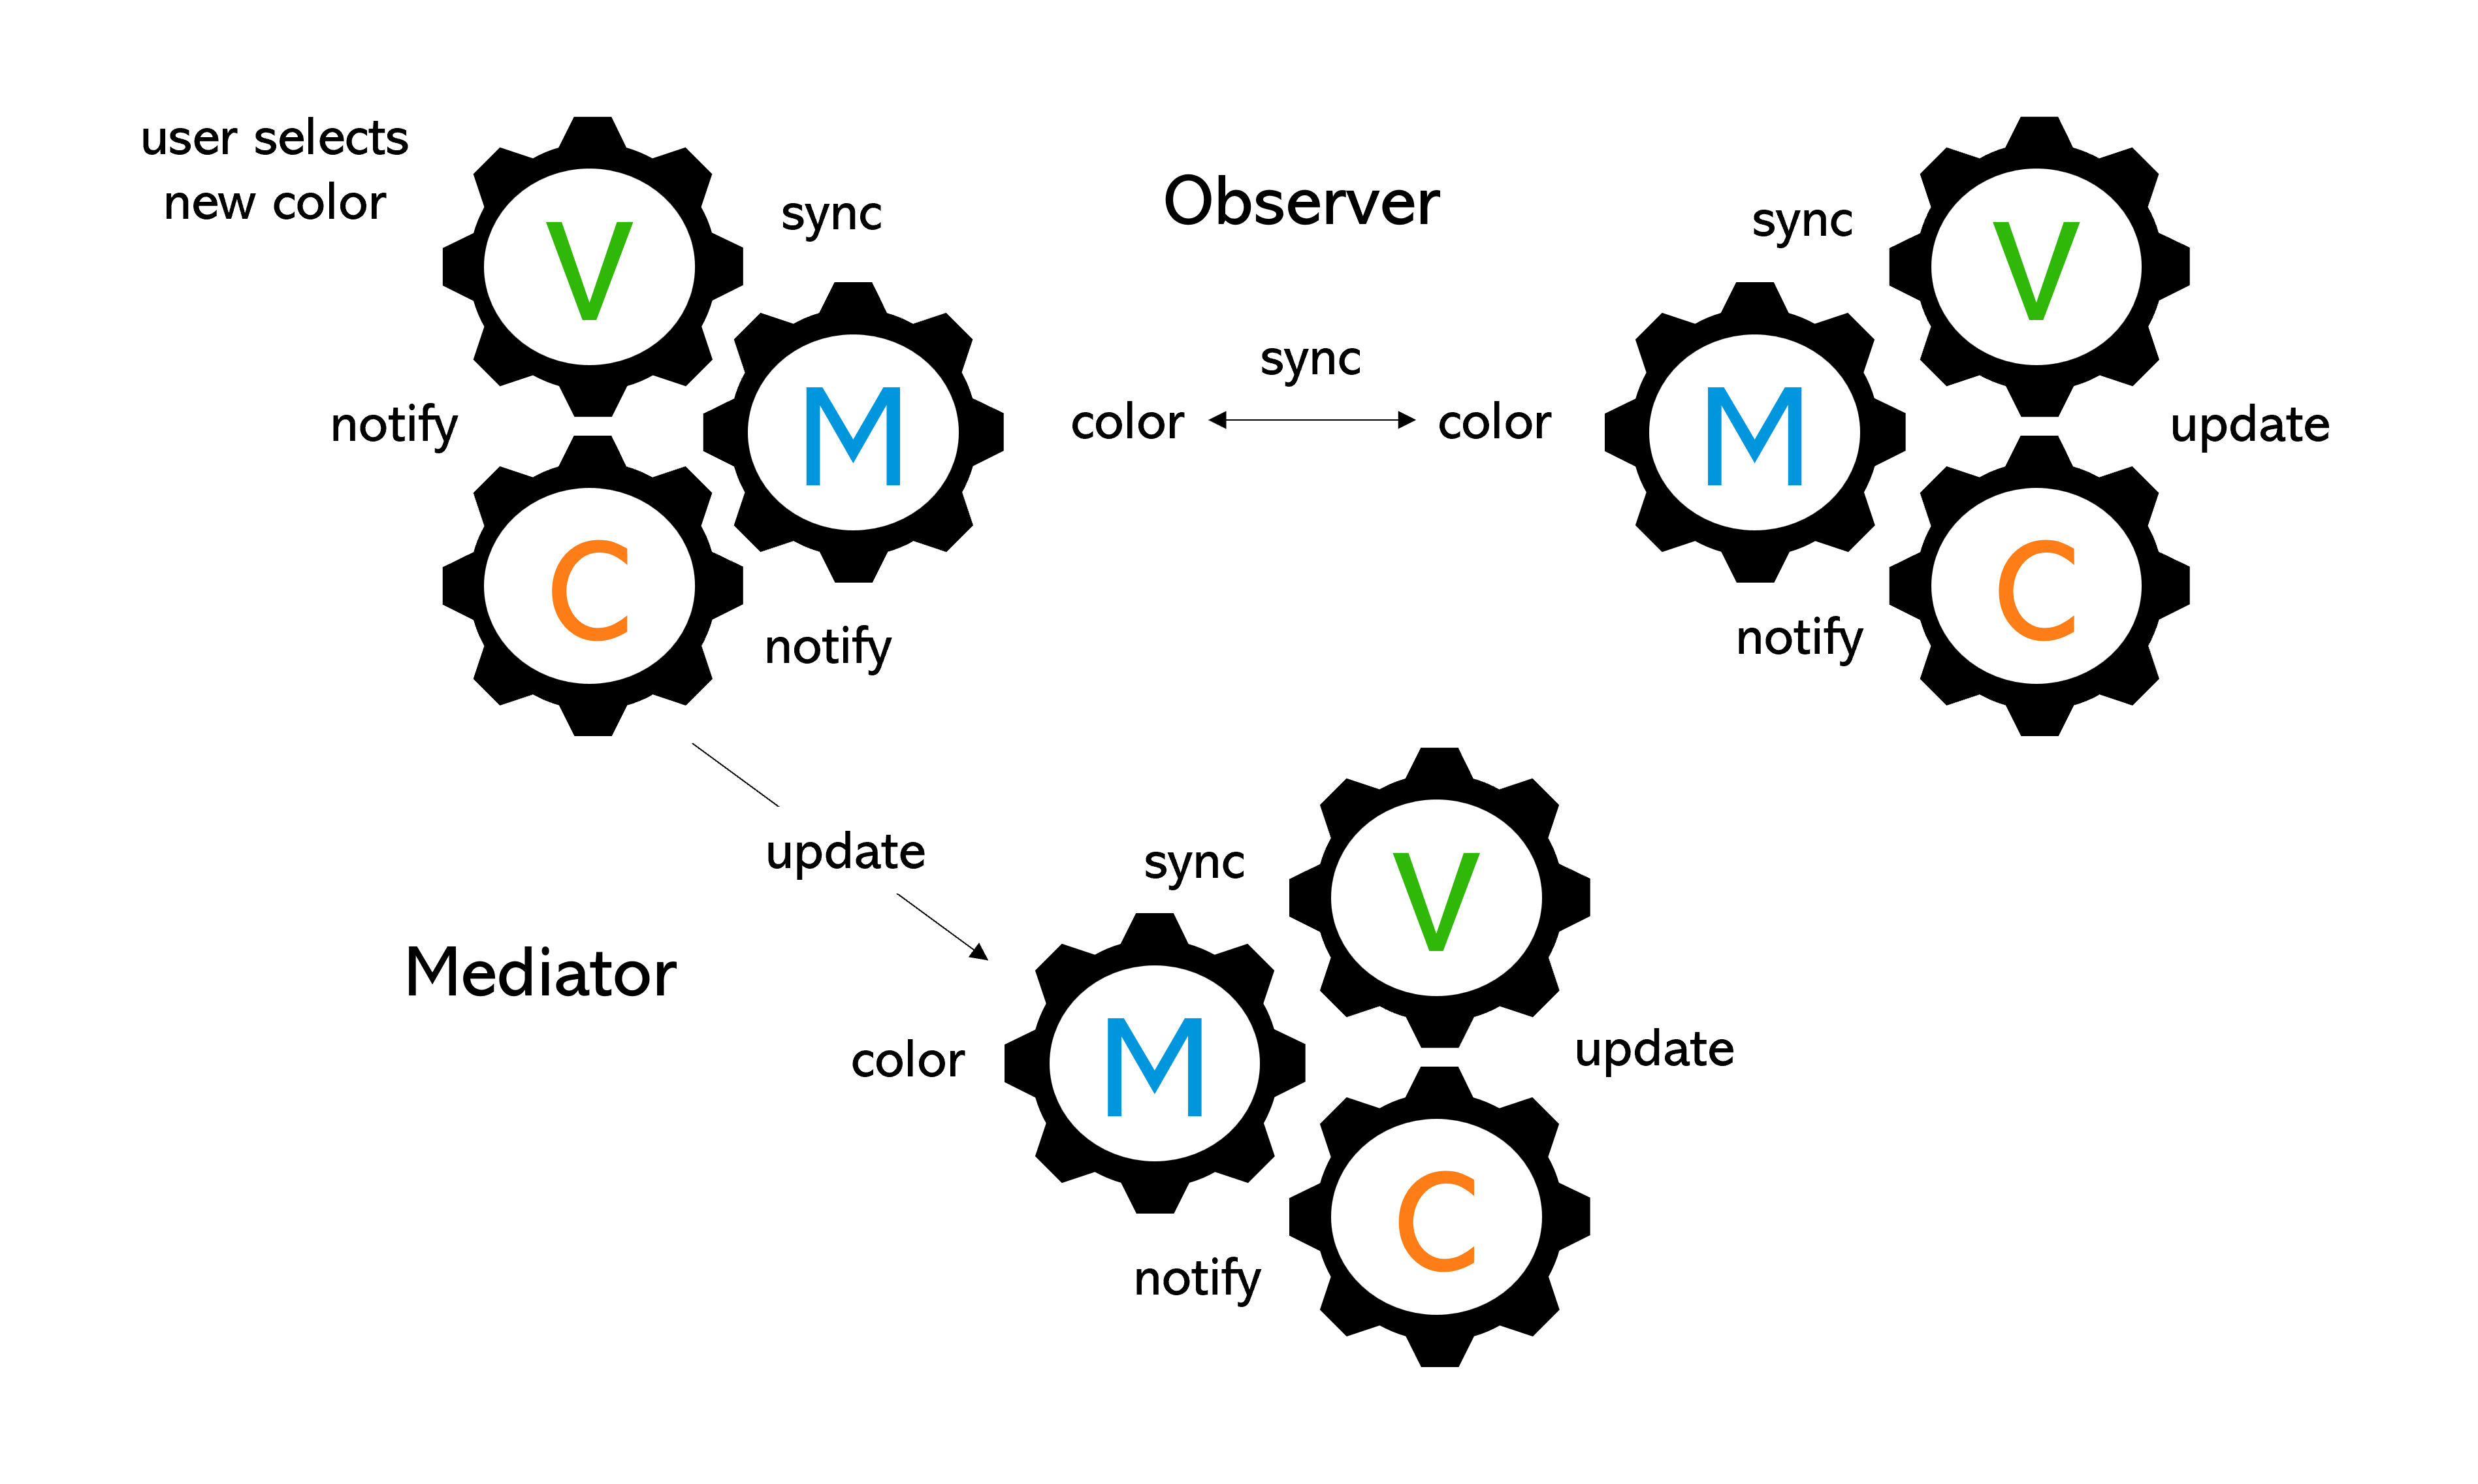 user selects
new color
V
sync
notify
M
C
notify
Observer
color
sync
color
sync
V
M
update
C
notify
update
Mediator
sync
V
color
M
update
C
notify